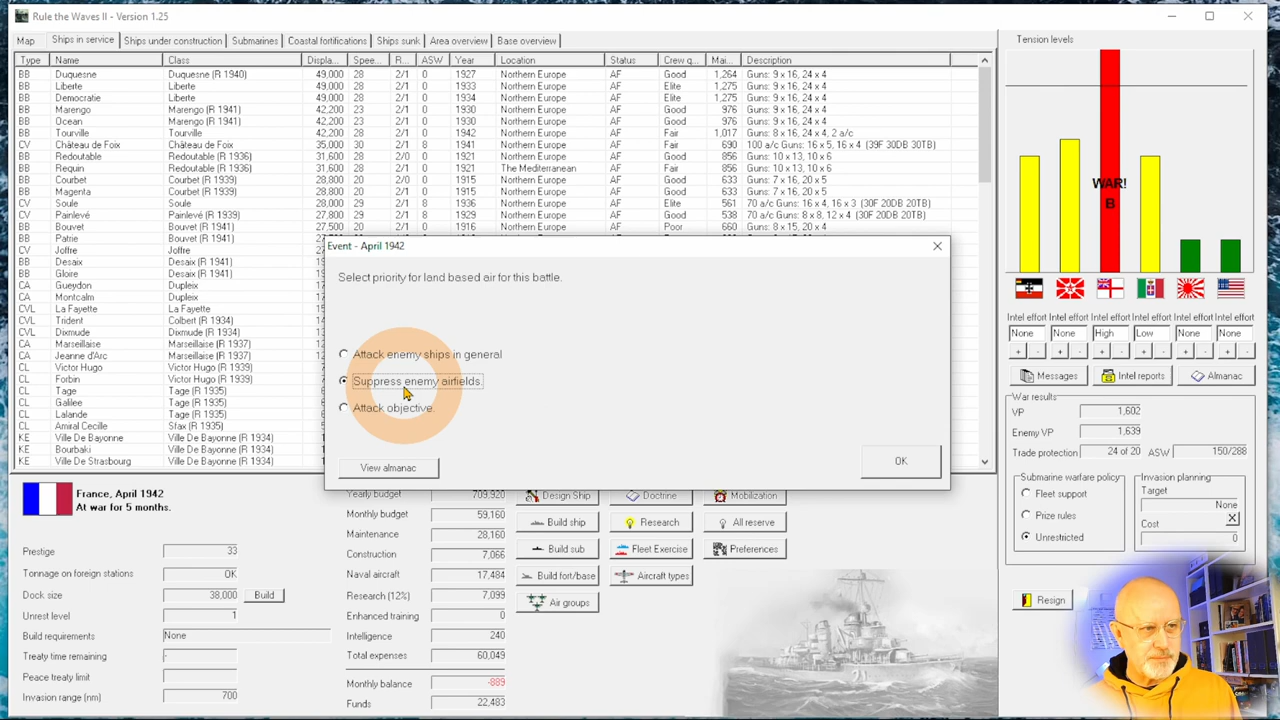 Rule the Waves II - Version 1.25
Map Ships in service Ships under construction Submarines Coastal fortifications Ships sunk Area overview Base overview
Type Name Class Displa... Spee... R... ASW Year Location Status Crew q... Mai... Description
BB Duquesne Duquesne (R 1940) 49,000 28 2/1 0 1927 Northern Europe AF Good 1,264 Guns: 9 x 16, 24 x 4
BB Liberte Liberte 49,000 28 2/1 0 1933 Northern Europe AF Elite 1,275 Guns: 9 x 16, 24 x 4
BB Democratie Liberte 49,000 28 2/1 0 1934 Northern Europe AF Elite 1,275 Guns: 9 x 16, 24 x 4
BB Marengo Marengo (R 1941) 42,200 23 2/1 0 1930 Northern Europe AF Good 976 Guns: 9 x 16, 24 x 4
BB Ocean Marengo (R 1941) 42,200 23 2/1 0 1930 Northern Europe AF Good 976 Guns: 9 x 16, 24 x 4
BB Tourville Tourville 42,200 28 2/1 0 1942 Northern Europe AF Fair 1,017 Guns: 8 x 16, 24 x 4, 2 a/c
CV Château de Foix Château de Foix 35,000 30 2/1 8 1941 Northern Europe AF Fair 690 100 a/c Guns: 16 x 5, 16 x 4 (39F 30DB 30TB)
BB Redoutable Redoutable (R 1936) 31,600 28 2/0 0 1921 Northern Europe AF Good 856 Guns: 10 x 13, 10 x 6
BB Requin Redoutable (R 1936) 31,600 28 2/1 0 1921 The Mediterranean AF Fair 856 Guns: 10 x 13, 10 x 6
BB Courbet Courbet (R 1939) 28,800 20 2/0 0 1915 Northern Europe AF Good 633 Guns: 7 x 16, 20 x 5
BB Magenta Courbet (R 1939) 28,800 20 2/1 0 1915 Northern Europe AF Good 633 Guns: 7 x 16, 20 x 5
CV Soule Soule 28,400 29 2/1 8 1936 Northern Europe AF Elite 561 70 a/c Guns: 16 x 4, 16 x 3 (30F 20DB 20TB)
CV Painlevé Painlevé (R 1939) 27,800 29 2/1 8 1929 Northern Europe AF Good 538 70 a/c Guns: 8 x 8, 12 x 4 (30F 20DB 20TB)
BB Bouvet Bouvet (R 1941) 27,500 20 2/1 0 1916 Northern Europe AF Poor 660 Guns: 8 x 14, 16 x 4
BB Patrie Bouvet (R 1941)
CV Joffre Joffre
BB Desaix Desaix (R 1941)
BB Gloire Desaix (R 1941)
CA Gueydon Dupleix
CA Montcalm Dupleix
CVL La Fayette La Fayette
CVL Trident Colbert (R 1934)
CVL Dixmude Dixmude (R 1934)
CA Marseillaise Marseillaise
CA Jeanne d'Arc Marseillaise
CL Victor Hugo Victor Hugo (R 1939)
CL Forbin Victor Hugo (R 1939)
CL Tage Tage (R 1935)
CL Galilee Tage (R 1935)
CL Lalande Tage (R 1935)
CL Americaine Sfax (R 1935)
KE Ville De Bayonne Ville De Bayonne (R 1934)
KE Bourbaki Ville De Bayonne (R 1934)
KE Ville De Strasbourg Ville De Bayonne (R 1934)
Event - April 1942
Select priority for land based air for this battle.
Attack enemy ships in general
Suppress enemy airfields.
Attack objective.
View almanac
OK
Tension levels
WAR!
B
Intel effort Intel effort Intel effort Intel effort Intel effort Intel effort
None None High Low None None
+ - + - + - + - + - + -
Messages Intel reports Almanac
War results
VP 1,602
Enemy VP 1,639
Trade protection 24 of 20 ASW 150/288
Submarine warfare policy
Fleet support
Prize rules
Unrestricted
Invasion planning
Target
None
Cost X
0
Resign
France, April 1942
At war for 5 months.
Prestige 33
Tonnage on foreign stations OK
Dock size 38,000 Build
Unrest level 1
Build requirements None
Treaty time remaining -
Peace treaty limit
Invasion range (nm) 700
Yearly budget 709,920
Monthly budget 59,160
Maintenance 28,160
Construction 7,066
Naval aircraft 17,484
Research (12%) 7,099
Enhanced training 0
Intelligence 240
Total expenses 60,049
Monthly balance -889
Funds 22,483
Design Ship Doctrine Mobilization
Build ship Research All reserve
Build sub Fleet Exercise Preferences
Build fort/base Aircraft types
Air groups